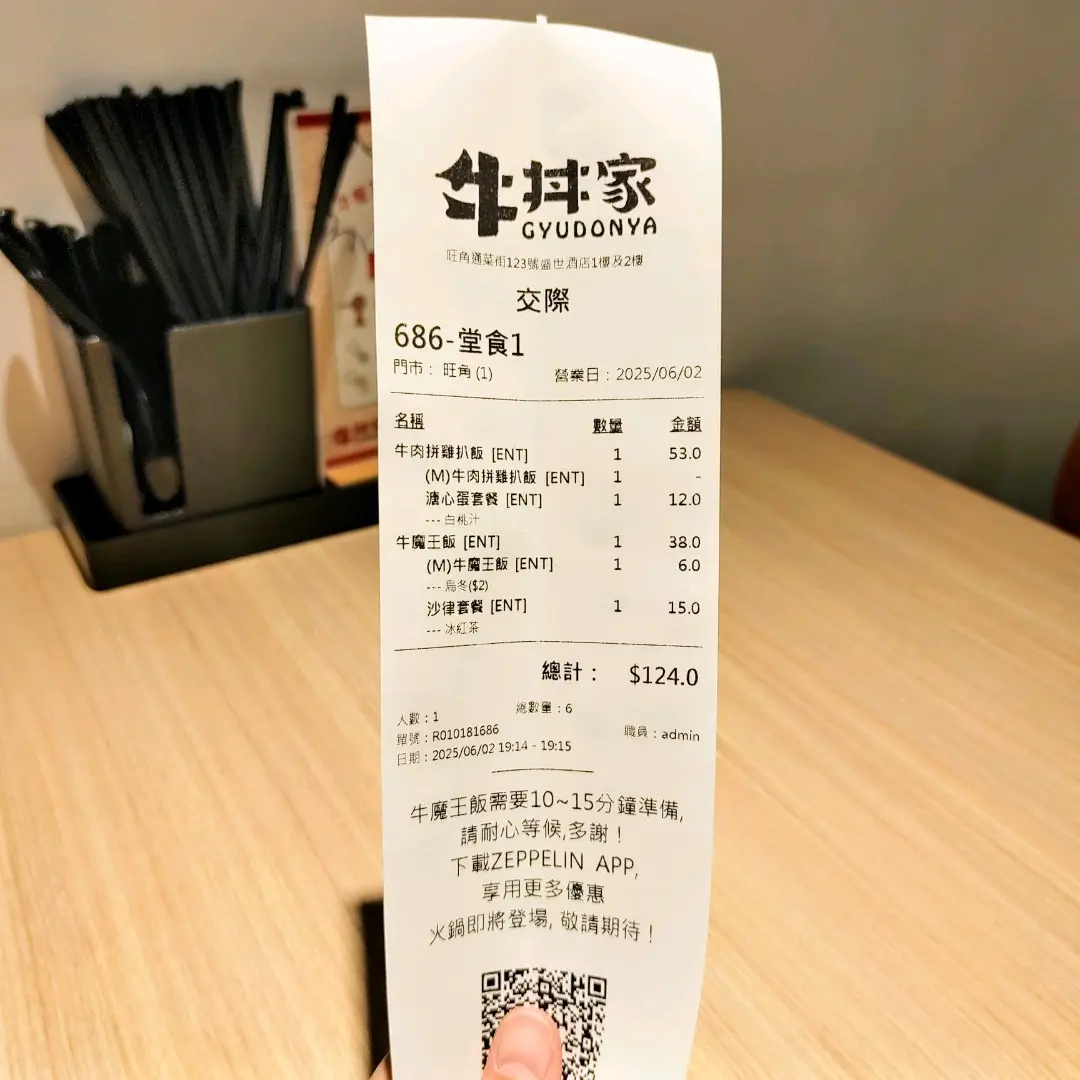 牛丼家
GYUDONYA
旺角通菜街123號盛世酒店1樓及2樓
交際
686-堂食1
門市： 旺角 (1) 營業日：2025/06/02
名稱 數量 金額
牛肉拼雞扒飯 [ENT] 1 53.0
(M)牛肉拼雞扒飯 [ENT] 1 -
溏心蛋套餐 [ENT] 1 12.0
--- 白桃汁
牛魔王飯 [ENT] 1 38.0
(M)牛魔王飯 [ENT] 1 6.0
--- 烏冬($2)
沙律套餐 [ENT] 1 15.0
--- 冰紅茶
總計： $124.0
人數：1 總數量：6
單號：R010181686 職員：admin
日期：2025/06/02 19:14 - 19:15
牛魔王飯需要10~15分鐘準備,
請耐心等候,多謝！
下載ZEPPELIN APP,
享用更多優惠
火鍋即將登場, 敬請期待！